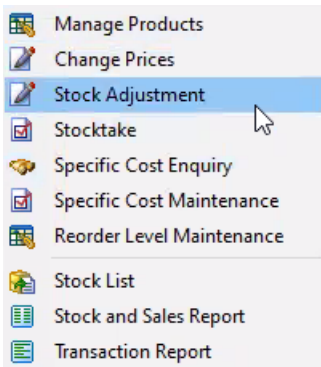 Manage Products
Change Prices
Stock Adjustment
Stocktake
Specific Cost Enquiry
Specific Cost Maintenance
Reorder Level Maintenance
Stock List
Stock and Sales Report
Transaction Report